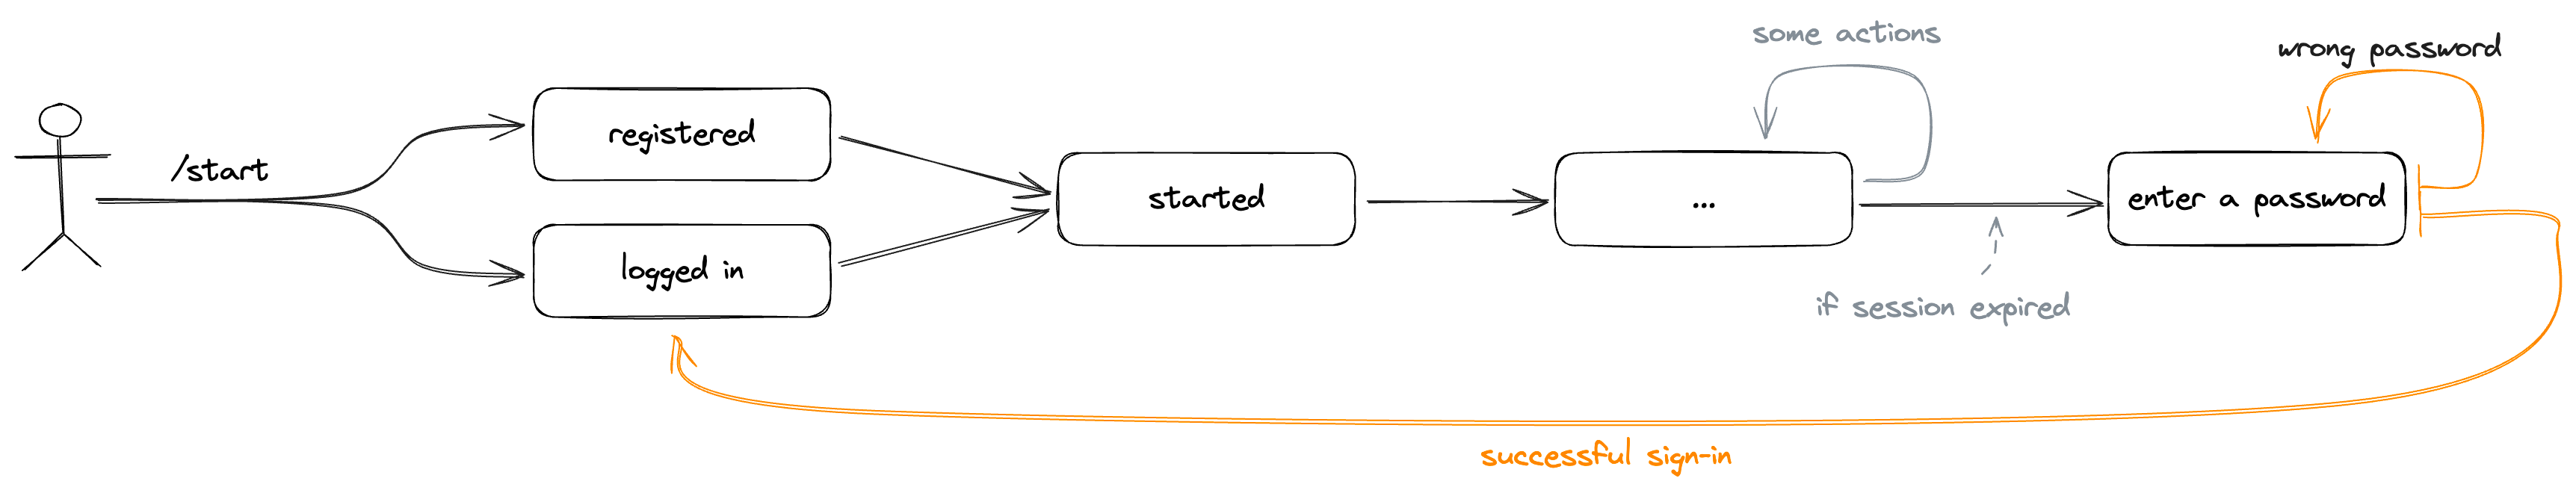 some actions
wrong password
/start
registered
started
...
enter a password
logged in
if session expired
successful sign-in